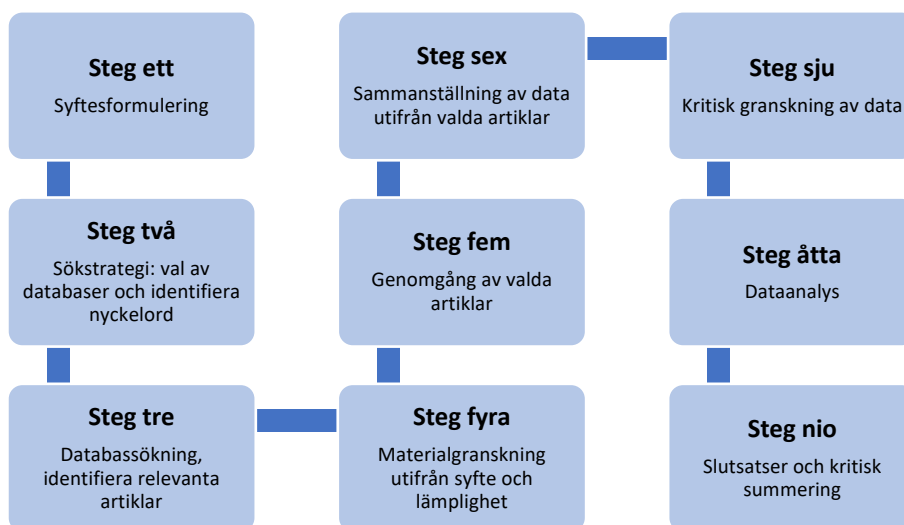 Steg ett
Syftesformulering
Steg två
Sökstrategi: val av
databaser och identifiera
nyckelord
Steg tre
Databassökning,
identifiera relevanta
artiklar
Steg fyra
Materialgranskning
utifrån syfte och
lämplighet
Steg fem
Genomgång av valda
artiklar
Steg sex
Sammanställning av data
utifrån valda artiklar
Steg sju
Kritisk granskning av data
Steg åtta
Dataanalys
Steg nio
Slutsatser och kritisk
summering